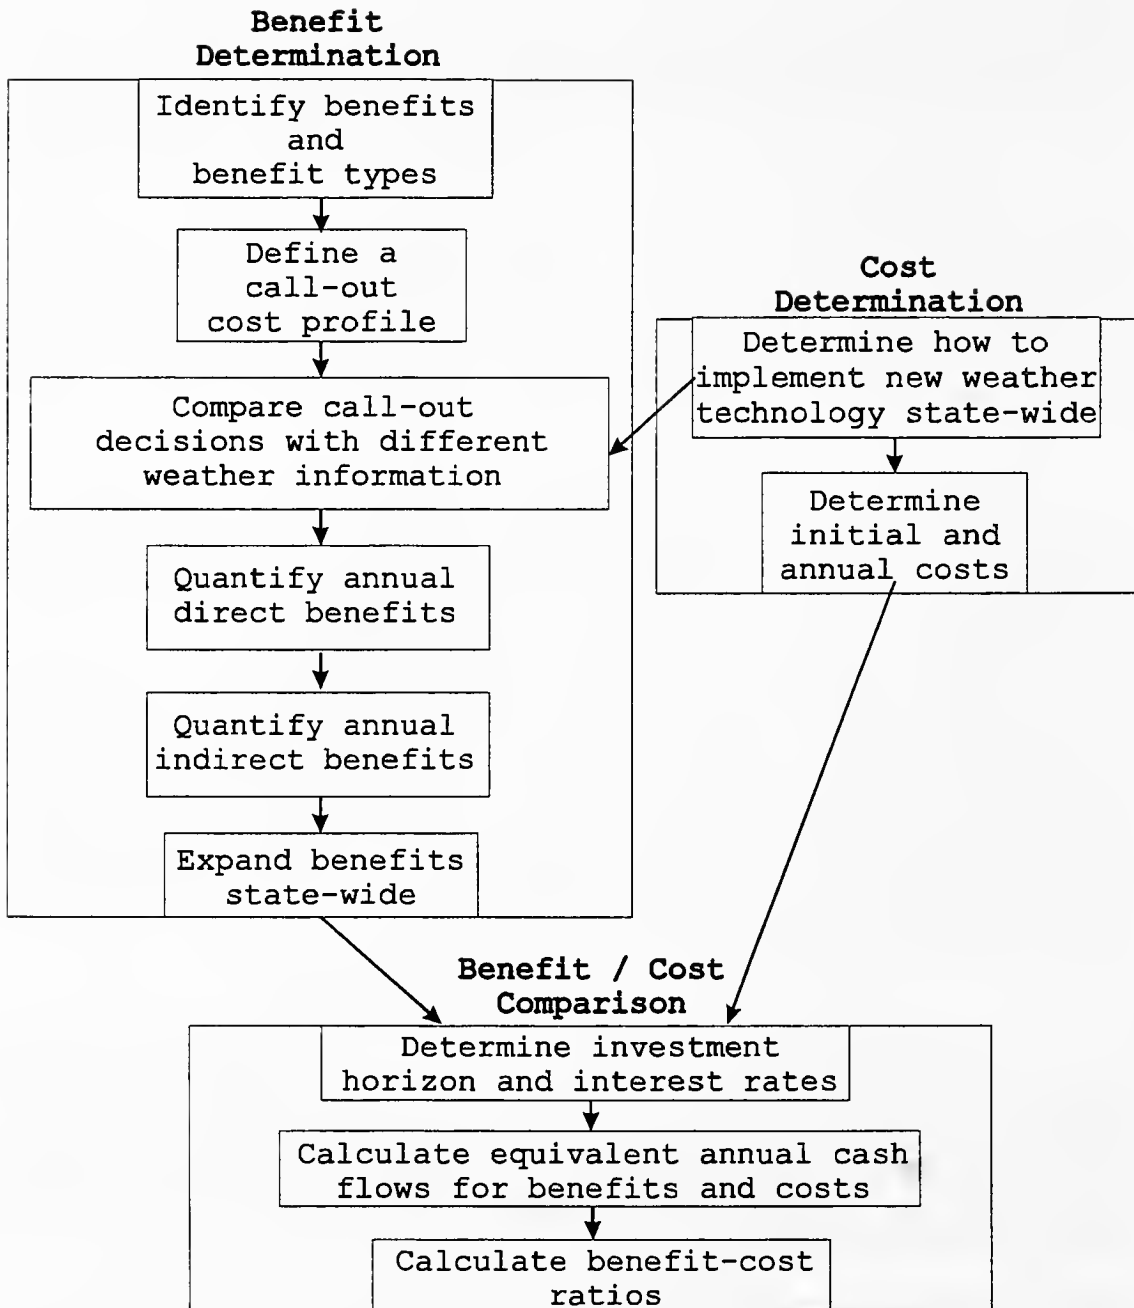 Benefit
Determination
Identify benefits
and
benefit types
Define a
call-out
cost profile
Compare call-out
decisions with different
weather information
Quantify annual
direct benefits
Quantify annual
indirect benefits
Expand benefits
state-wide
Cost
Determination
Determine how to
implement new weather
technology state-wide
Determine
initial and
annual costs
Benefit / Cost
Comparison
Determine investment
horizon and interest rates
Calculate equivalent annual cash
flows for benefits and costs
Calculate benefit-cost
ratios